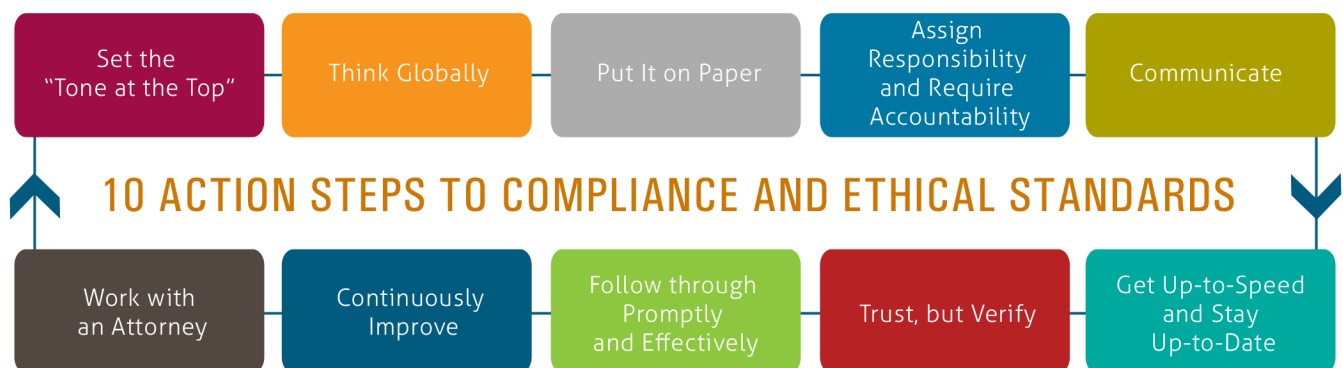 Set the
“Tone at the Top”
Think Globally
Put It on Paper
Assign
Responsibility
and Require
Accountability
Communicate
10 ACTION STEPS TO COMPLIANCE AND ETHICAL STANDARDS
Work with
an Attorney
Continuously
Improve
Follow through
Promptly
and Effectively
Trust, but Verify
Get Up-to-Speed
and Stay
Up-to-Date